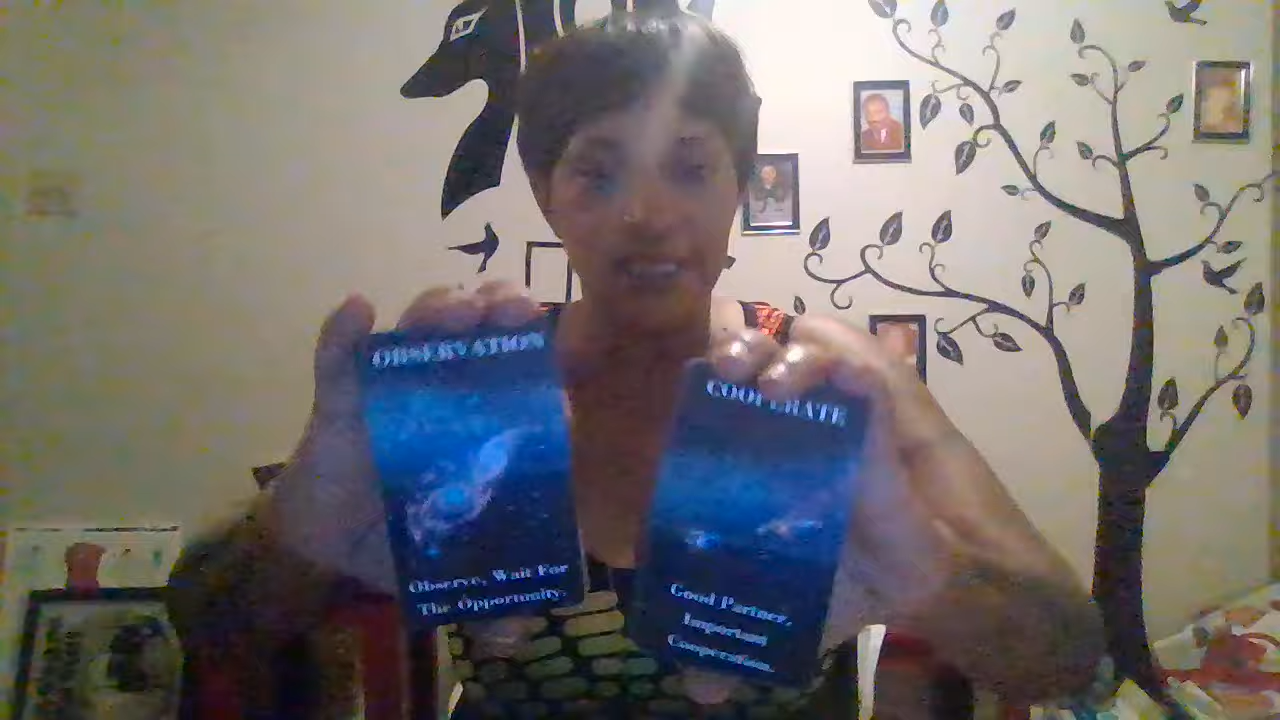 OBSERVATION
Observe, Wait For
The Opportunity.
COOPERATE
Good Partner,
Important
Cooperation.